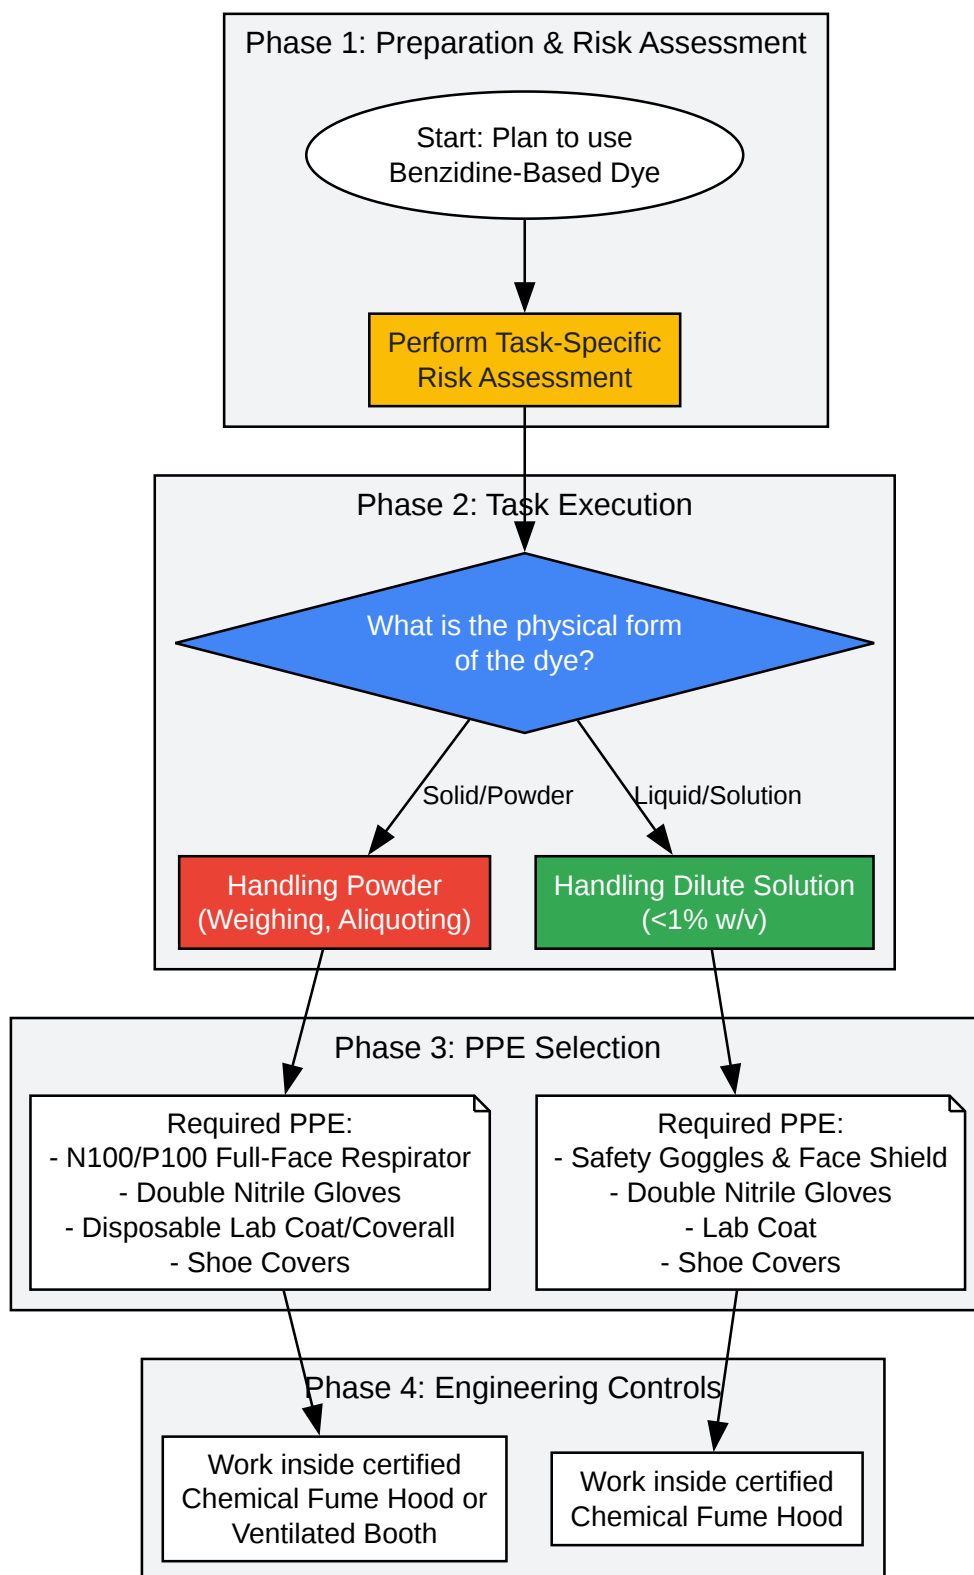 Phase 1: Preparation & Risk Assessment
Start: Plan to use
Benzidine-Based Dye
Perform Task-Specific
Risk Assessment
Phase 2: Task Execution
What is the physical form
of the dye?
Solid/Powder
Liquid/Solution
Handling Powder
(Weighing, Aliquoting)
Handling Dilute Solution
(<1% w/v)
Phase 3: PPE Selection
Required PPE:
- N100/P100 Full-Face Respirator
- Double Nitrile Gloves
- Disposable Lab Coat/Coverall
- Shoe Covers
Required PPE:
- Safety Goggles & Face Shield
- Double Nitrile Gloves
- Lab Coat
- Shoe Covers
Phase 4: Engineering Controls
Work inside certified
Chemical Fume Hood or
Ventilated Booth
Work inside certified
Chemical Fume Hood